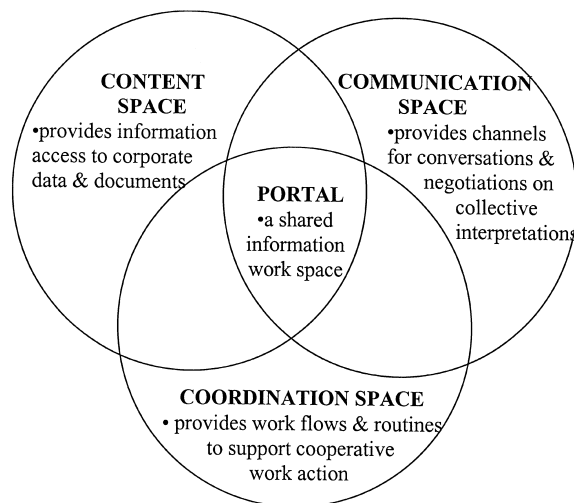 CONTENT
SPACE
•provides information
access to corporate
data & documents
COMMUNICATION
SPACE
•provides channels
for conversations &
negotiations on
collective
interpretations
PORTAL
•a shared
information
work space
COORDINATION SPACE
• provides work flows & routines
to support cooperative
work action